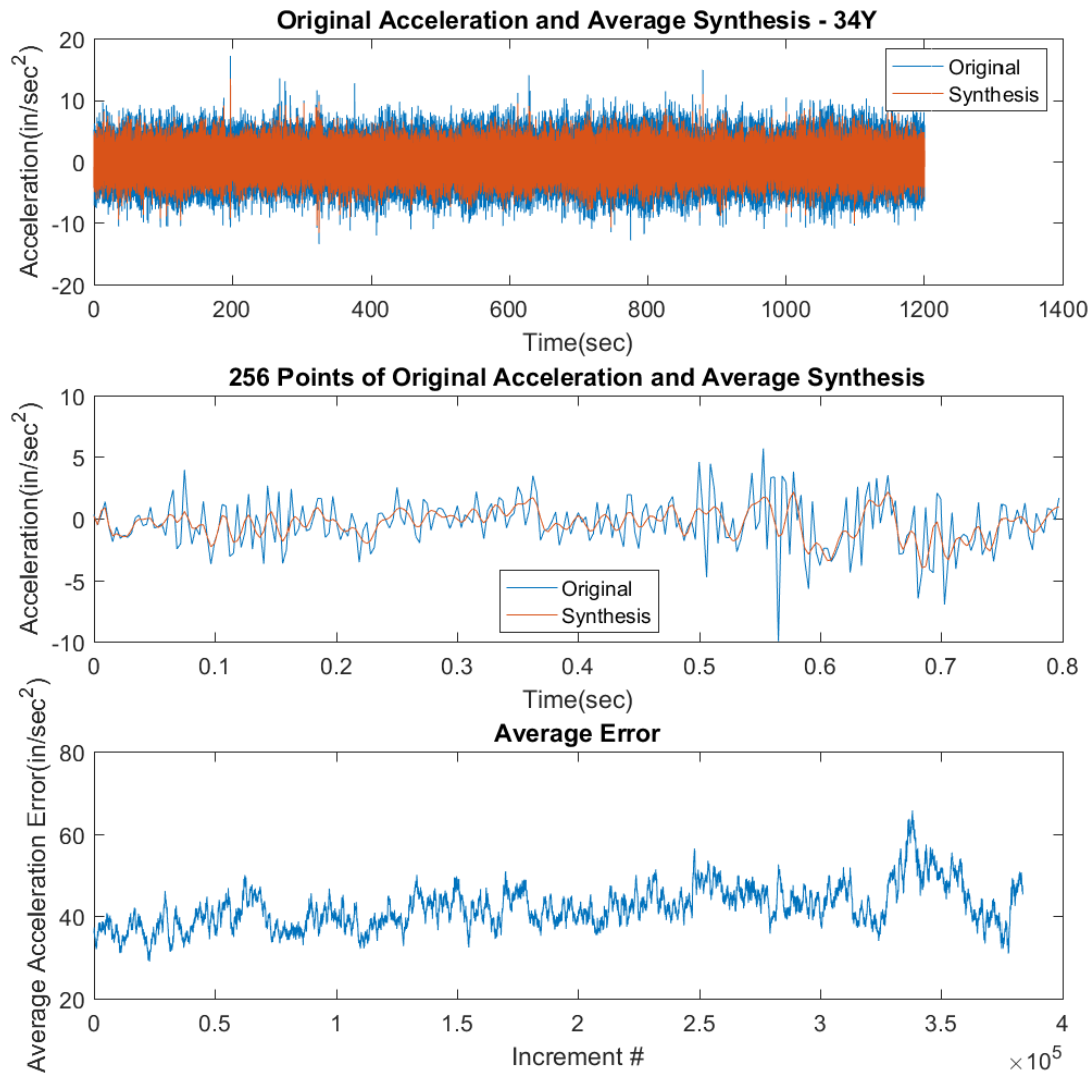 Original Acceleration and Average Synthesis - 34Y
Acceleration(in/sec²)
20
10
0
-10
-20
Original
Synthesis
0 200 400 600 800 1000 1200 1400
Time(sec)
256 Points of Original Acceleration and Average Synthesis
Acceleration(in/sec²)
10
5
0
-5
-10
Original
Synthesis
0 0.1 0.2 0.3 0.4 0.5 0.6 0.7 0.8
Time(sec)
Average Error
Average Acceleration Error(in/sec²)
80
60
40
20
0 0.5 1 1.5 2 2.5 3 3.5 4
Increment #
×10⁵